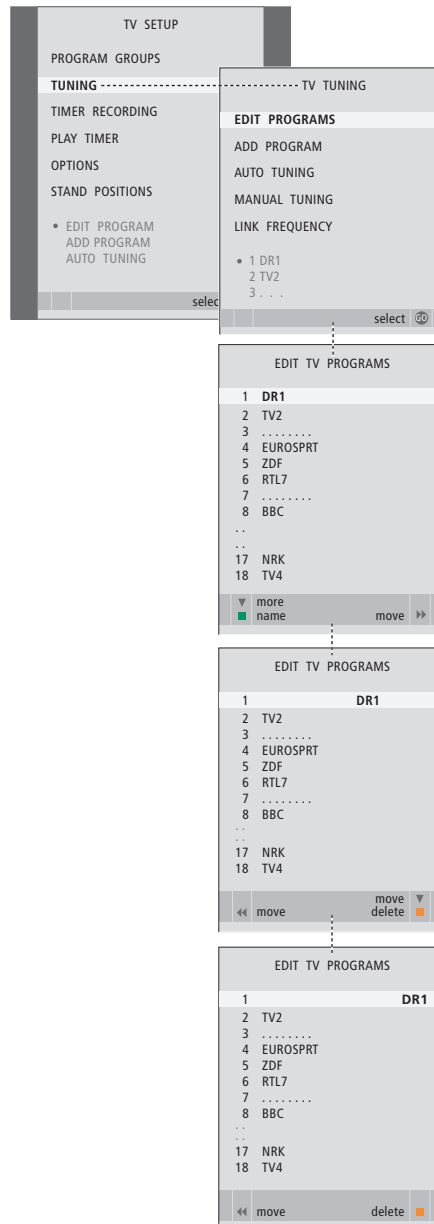 TV SETUP
PROGRAM GROUPS
TUNING
TIMER RECORDING
PLAY TIMER
OPTIONS
STAND POSITIONS
• EDIT PROGRAM
ADD PROGRAM
AUTO TUNING
selec
TV TUNING
EDIT PROGRAMS
ADD PROGRAM
AUTO TUNING
MANUAL TUNING
LINK FREQUENCY
• 1 DR1
2 TV2
3 . . .
select GO
EDIT TV PROGRAMS
1 DR1
2 TV2
3 ........
4 EUROSPRT
5 ZDF
6 RTL7
7 ........
8 BBC
. .
. .
17 NRK
18 TV4
more
name move
EDIT TV PROGRAMS
1 DR1
2 TV2
3 ........
4 EUROSPRT
5 ZDF
6 RTL7
7 ........
8 BBC
. .
. .
17 NRK
18 TV4
move
move delete
EDIT TV PROGRAMS
1 DR1
2 TV2
3 ........
4 EUROSPRT
5 ZDF
6 RTL7
7 ........
8 BBC
. .
. .
17 NRK
18 TV4
move delete